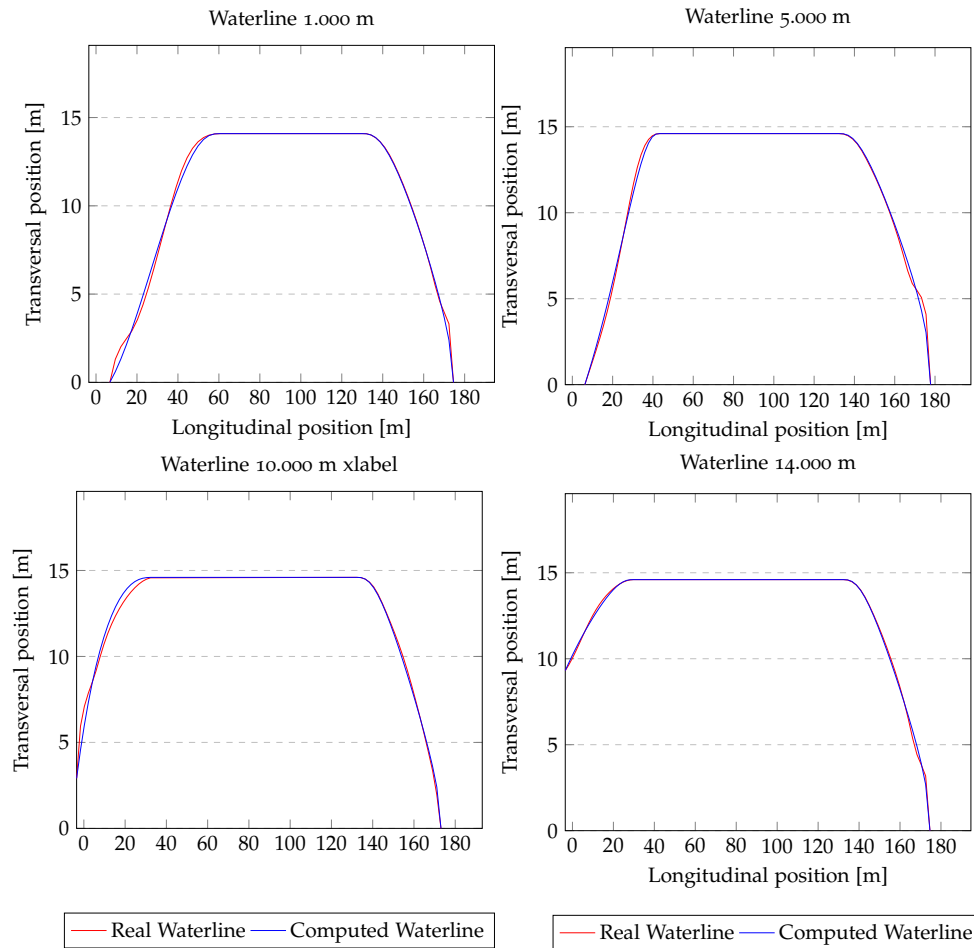 Waterline 1.000 m
Transversal position [m]
15
10
5
0
0 20 40 60 80 100 120 140 160 180
Longitudinal position [m]
Waterline 5.000 m
Transversal position [m]
15
10
5
0
0 20 40 60 80 100 120 140 160 180
Longitudinal position [m]
Waterline 10.000 m xlabel
Transversal position [m]
15
10
5
0
0 20 40 60 80 100 120 140 160 180
Waterline 14.000 m
Transversal position [m]
15
10
5
0
0 20 40 60 80 100 120 140 160 180
Longitudinal position [m]
Real Waterline Computed Waterline
Real Waterline Computed Waterline